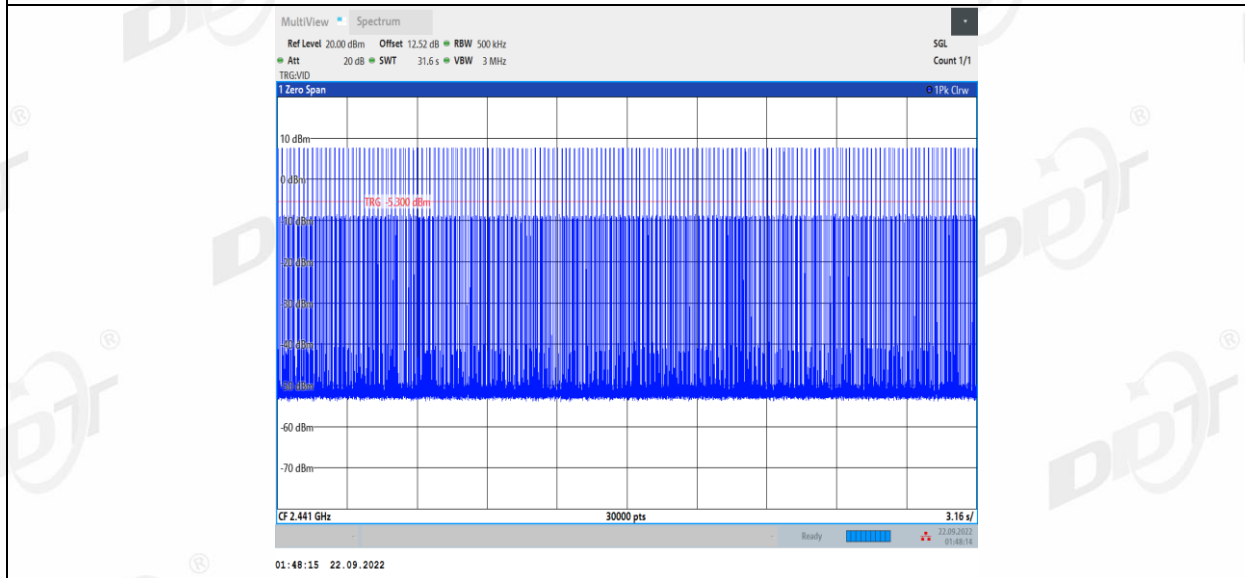 MultiView Spectrum
Ref Level 20.00 dBm Offset 12.52 dB RBW 500 kHz SGL
Att 20 dB SWT 31.6 s VBW 3 MHz Count 1/1
TRG:VID
1 Zero Span 1Pk Clrw
10 dBm
0 dBm
TRG -5.300 dBm
-10 dBm
-20 dBm
-30 dBm
-40 dBm
-50 dBm
-60 dBm
-70 dBm
CF 2.441 GHz 30000 pts 3.16 s/
Ready 22.09.2022
01:48:14
01:48:15 22.09.2022
DDT
®